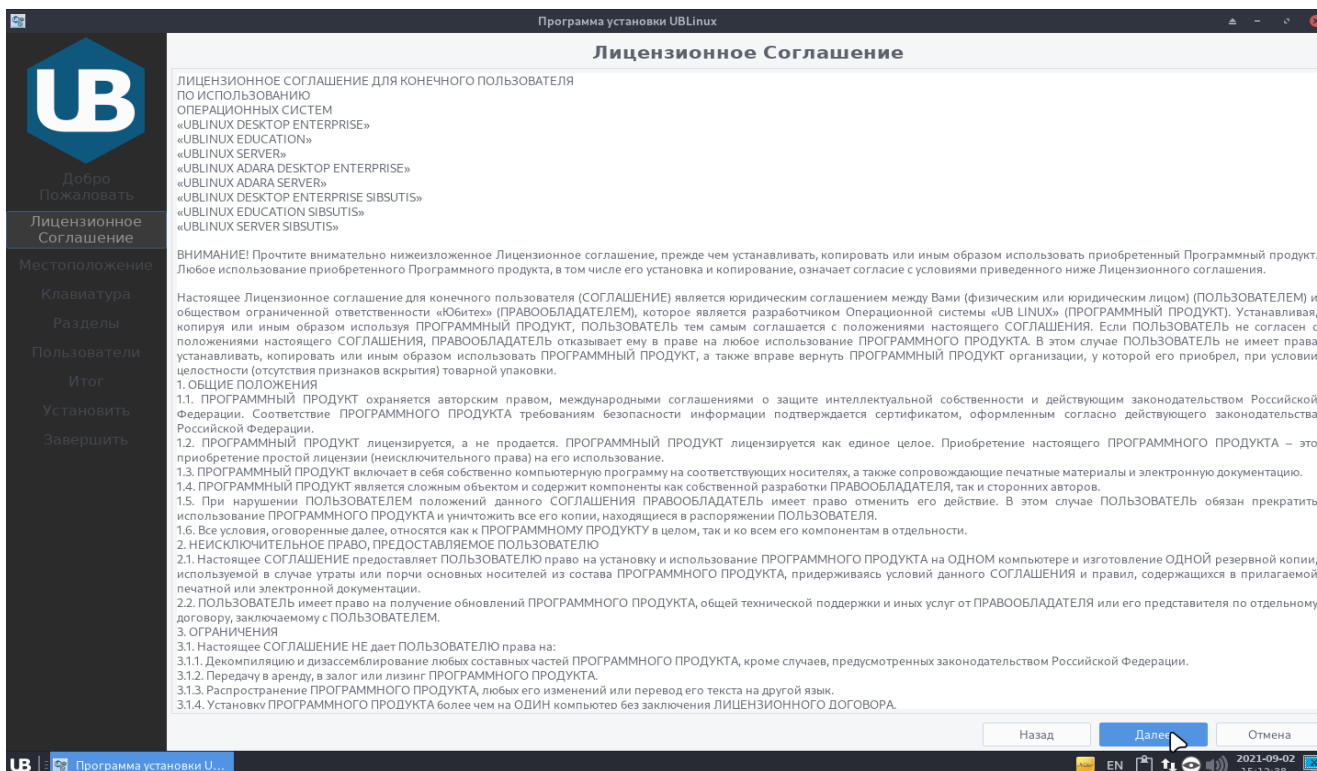 Программа установки UBLinux
UB
Добро
Пожаловать
Лицензионное
Соглашение
Местоположение
Клавиатура
Разделы
Пользователи
Итог
Установить
Завершить
Лицензионное Соглашение
ЛИЦЕНЗИОННОЕ СОГЛАШЕНИЕ ДЛЯ КОНЕЧНОГО ПОЛЬЗОВАТЕЛЯ
ПО ИСПОЛЬЗОВАНИЮ
ОПЕРАЦИОННЫХ СИСТЕМ
«UBLINUX DESKTOP ENTERPRISE»
«UBLINUX EDUCATION»
«UBLINUX SERVER»
«UBLINUX ADARA DESKTOP ENTERPRISE»
«UBLINUX ADARA SERVER»
«UBLINUX DESKTOP ENTERPRISE SIBSUTIS»
«UBLINUX EDUCATION SIBSUTIS»
«UBLINUX SERVER SIBSUTIS»
ВНИМАНИЕ! Прочтите внимательно нижеизложенное Лицензионное соглашение, прежде чем устанавливать, копировать или иным образом использовать приобретенный Программный продукт.
Любое использование приобретенного Программного продукта, в том числе его установка и копирование, означает согласие с условиями приведенного ниже Лицензионного соглашения.
Настоящее Лицензионное соглашение для конечного пользователя (СОГЛАШЕНИЕ) является юридическим соглашением между Вами (физическим или юридическим лицом) (ПОЛЬЗОВАТЕЛЕМ) и
обществом ограниченной ответственности «Юбитех» (ПРАВООБЛАДАТЕЛЕМ), которое является разработчиком Операционной системы «UB LINUX» (ПРОГРАММНЫЙ ПРОДУКТ). Устанавливая,
копируя или иным образом используя ПРОГРАММНЫЙ ПРОДУКТ, ПОЛЬЗОВАТЕЛЬ тем самым соглашается с положениями настоящего СОГЛАШЕНИЯ. Если ПОЛЬЗОВАТЕЛЬ не согласен с
положениями настоящего СОГЛАШЕНИЯ, ПРАВООБЛАДАТЕЛЬ отказывает ему в праве на любое использование ПРОГРАММНОГО ПРОДУКТА. В этом случае ПОЛЬЗОВАТЕЛЬ не имеет права
устанавливать, копировать или иным образом использовать ПРОГРАММНЫЙ ПРОДУКТ, а также вправе вернуть ПРОГРАММНЫЙ ПРОДУКТ организации, у которой его приобрел, при условии
целостности (отсутствия признаков вскрытия) товарной упаковки.
1. ОБЩИЕ ПОЛОЖЕНИЯ
1.1. ПРОГРАММНЫЙ ПРОДУКТ охраняется авторским правом, международными соглашениями о защите интеллектуальной собственности и действующим законодательством Российской
Федерации. Соответствие ПРОГРАММНОГО ПРОДУКТА требованиям безопасности информации подтверждается сертификатом, оформленным согласно действующего законодательства
Российской Федерации.
1.2. ПРОГРАММНЫЙ ПРОДУКТ лицензируется, а не продается. ПРОГРАММНЫЙ ПРОДУКТ лицензируется как единое целое. Приобретение настоящего ПРОГРАММНОГО ПРОДУКТА – это
приобретение простой лицензии (неисключительного права) на его использование.
1.3. ПРОГРАММНЫЙ ПРОДУКТ включает в себя собственно компьютерную программу на соответствующих носителях, а также сопровождающие печатные материалы и электронную документацию.
1.4. ПРОГРАММНЫЙ ПРОДУКТ является сложным объектом и содержит компоненты как собственной разработки ПРАВООБЛАДАТЕЛЯ, так и сторонних авторов.
1.5. При нарушении ПОЛЬЗОВАТЕЛЕМ положений данного СОГЛАШЕНИЯ ПРАВООБЛАДАТЕЛЬ имеет право отменить его действие. В этом случае ПОЛЬЗОВАТЕЛЬ обязан прекратить
использование ПРОГРАММНОГО ПРОДУКТА и уничтожить все его копии, находящиеся в распоряжении ПОЛЬЗОВАТЕЛЯ.
1.6. Все условия, оговоренные далее, относятся как к ПРОГРАММНОМУ ПРОДУКТУ в целом, так и ко всем его компонентам в отдельности.
2. НЕИСКЛЮЧИТЕЛЬНОЕ ПРАВО, ПРЕДОСТАВЛЯЕМОЕ ПОЛЬЗОВАТЕЛЮ
2.1. Настоящее СОГЛАШЕНИЕ предоставляет ПОЛЬЗОВАТЕЛЮ право на установку и использование ПРОГРАММНОГО ПРОДУКТА на ОДНОМ компьютере и изготовление ОДНОЙ резервной копии,
используемой в случае утраты или порчи основных носителей из состава ПРОГРАММНОГО ПРОДУКТА, придерживаясь условий данного СОГЛАШЕНИЯ и правил, содержащихся в прилагаемой
печатной или электронной документации.
2.2. ПОЛЬЗОВАТЕЛЬ имеет право на получение обновлений ПРОГРАММНОГО ПРОДУКТА, общей технической поддержки и иных услуг от ПРАВООБЛАДАТЕЛЯ или его представителя по отдельному
договору, заключаемому с ПОЛЬЗОВАТЕЛЕМ.
3. ОГРАНИЧЕНИЯ
3.1. Настоящее СОГЛАШЕНИЕ НЕ дает ПОЛЬЗОВАТЕЛЮ права на:
3.1.1. Декомпиляцию и дизассемблирование любых составных частей ПРОГРАММНОГО ПРОДУКТА, кроме случаев, предусмотренных законодательством Российской Федерации.
3.1.2. Передачу в аренду, в залог или лизинг ПРОГРАММНОГО ПРОДУКТА.
3.1.3. Распространение ПРОГРАММНОГО ПРОДУКТА, любых его изменений или перевод его текста на другой язык.
3.1.4. Установку ПРОГРАММНОГО ПРОДУКТА более чем на ОДИН компьютер без заключения ЛИЦЕНЗИОННОГО ДОГОВОРА.
Назад
Далее
Отмена
UB
Программа установки U...
EN
2021-09-02
15:12:38